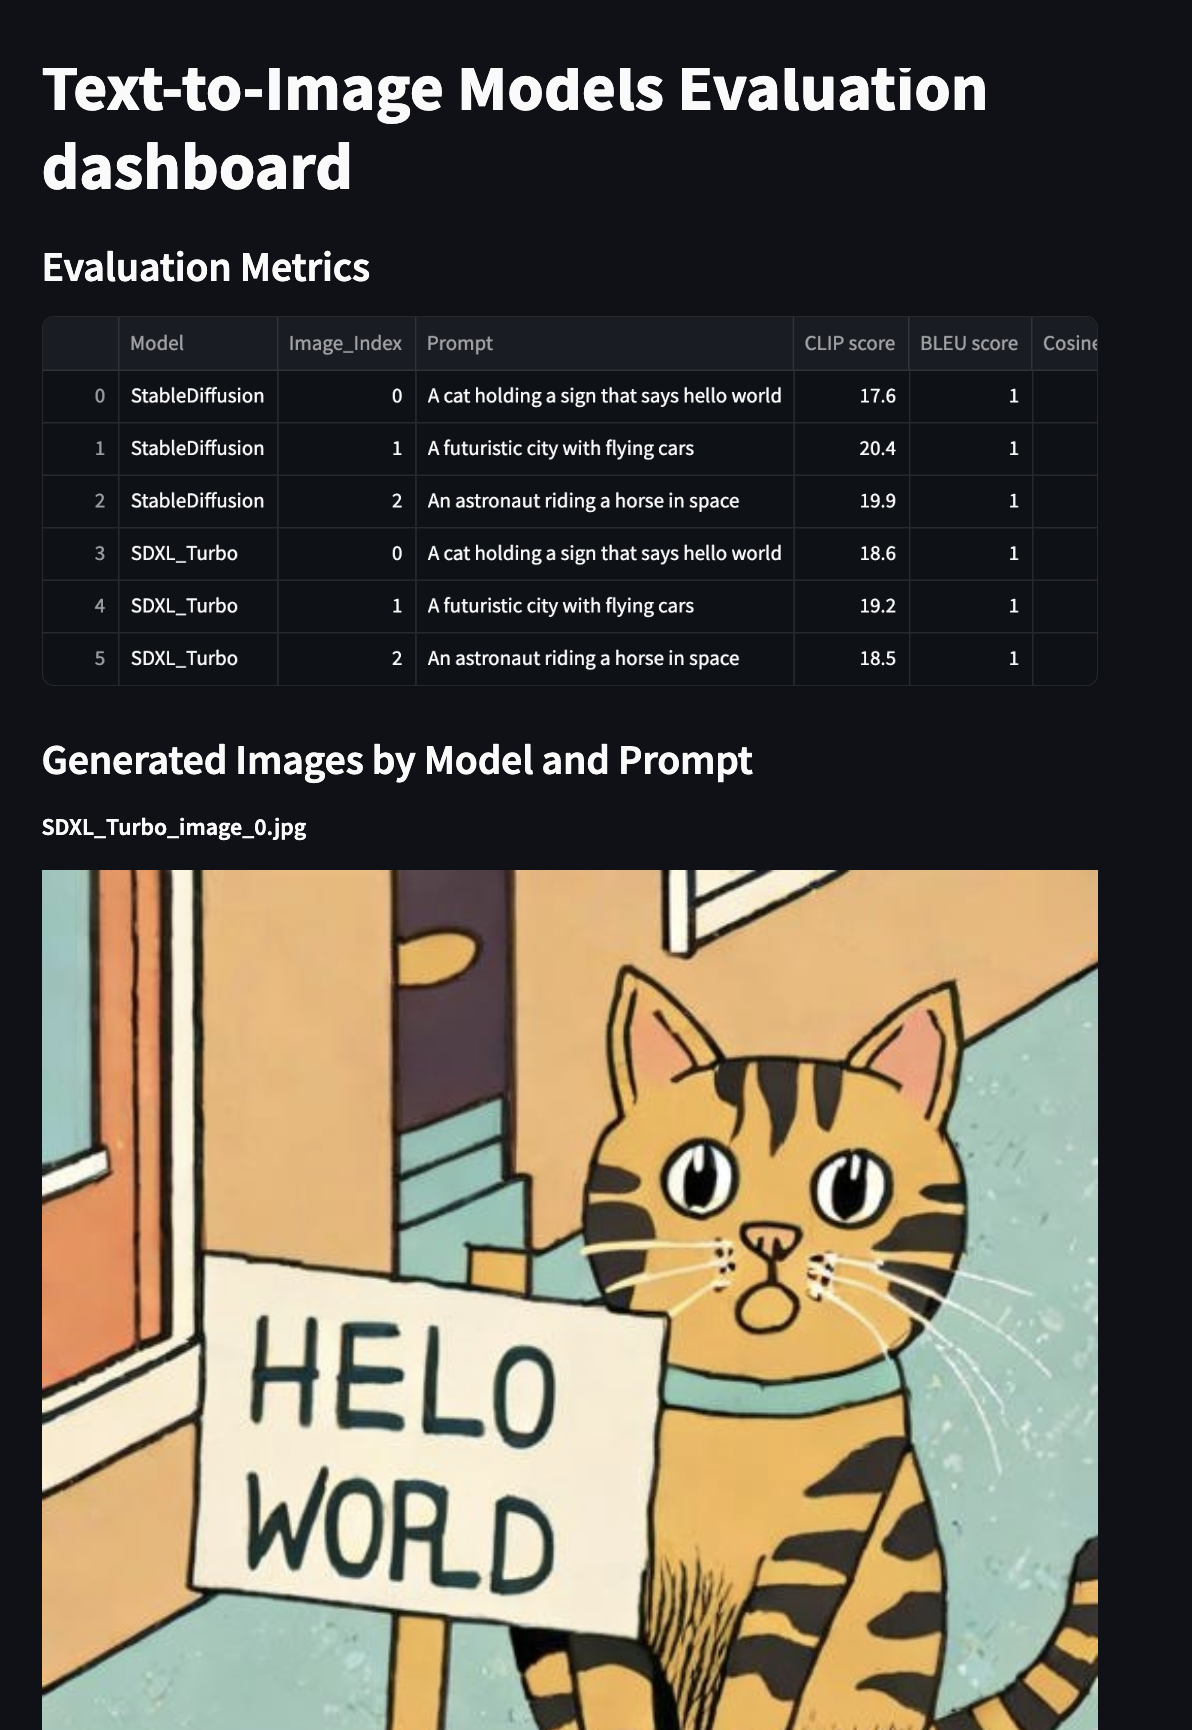 Text-to-Image Models Evaluation
dashboard
Evaluation Metrics
Model Image_Index Prompt CLIP score BLEU score Cosine
0 StableDiffusion 0 A cat holding a sign that says hello world 17.6 1
1 StableDiffusion 1 A futuristic city with flying cars 20.4 1
2 StableDiffusion 2 An astronaut riding a horse in space 19.9 1
3 SDXL_Turbo 0 A cat holding a sign that says hello world 18.6 1
4 SDXL_Turbo 1 A futuristic city with flying cars 19.2 1
5 SDXL_Turbo 2 An astronaut riding a horse in space 18.5 1
Generated Images by Model and Prompt
SDXL_Turbo_image_0.jpg
HELO
WORLD